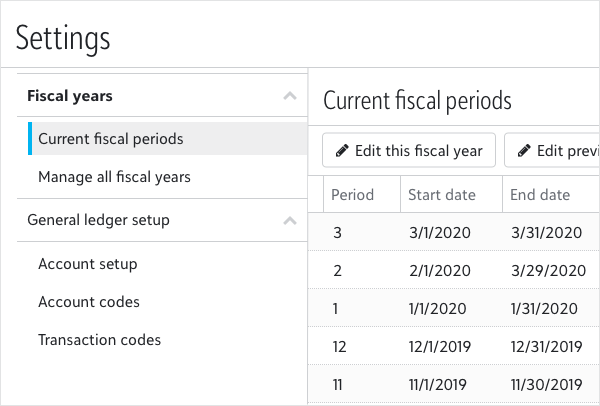 Settings
Fiscal years
Current fiscal periods
Manage all fiscal years
General ledger setup
Account setup
Account codes
Transaction codes
Current fiscal periods
Edit this fiscal year
Edit previ
Period Start date End date
3 3/1/2020 3/31/2020
2 2/1/2020 3/29/2020
1 1/1/2020 1/31/2020
12 12/1/2019 12/31/2019
11 11/1/2019 11/30/2019